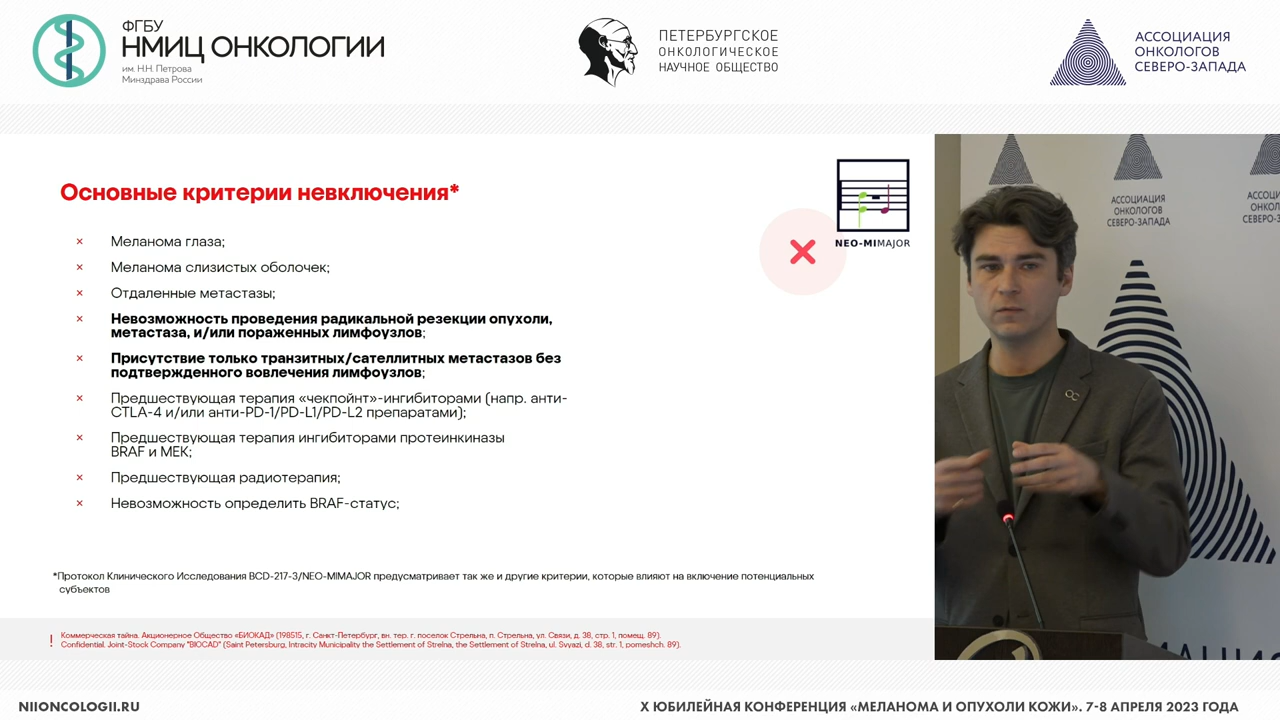 ФГБУ
НМИЦ ОНКОЛОГИИ
им. Н.Н. Петрова
Минздрава России
ПЕТЕРБУРГСКОЕ
ОНКОЛОГИЧЕСКОЕ
НАУЧНОЕ ОБЩЕСТВО
АССОЦИАЦИЯ
ОНКОЛОГОВ
СЕВЕРО-ЗАПАДА
Основные критерии невключения*
NEO-MIMAJOR
× Меланома глаза;
× Меланома слизистых оболочек;
× Отдаленные метастазы;
× Невозможность проведения радикальной резекции опухоли,
метастаза, и/или пораженных лимфоузлов;
× Присутствие только транзитных/сателлитных метастазов без
подтвержденного вовлечения лимфоузлов;
× Предшествующая терапия «чекпойнт»-ингибиторами (напр. анти-
CTLA-4 и/или анти-PD-1/PD-L1/PD-L2 препаратами);
× Предшествующая терапия ингибиторами протеинкиназы
BRAF и MEK;
× Предшествующая радиотерапия;
× Невозможность определить BRAF-статус;
*Протокол Клинического Исследования BCD-217-3/NEO-MIMAJOR предусматривает так же и другие критерии, которые влияют на включение потенциальных
субъектов
! Коммерческая тайна. Акционерное Общество «БИОКАД» (198515, г. Санкт-Петербург, вн. тер. г. поселок Стрельна, п. Стрельна, ул. Связи, д. 38, стр. 1, помещ. 89).
Confidential. Joint-Stock Company "BIOCAD" (Saint Petersburg, Intracity Municipality the Settlement of Strelna, the Settlement of Strelna, ul. Svyazi, d. 38, str. 1, pomeshch. 89).
АССОЦИАЦИЯ
ОНКОЛОГОВ
СЕВЕРО-ЗАПАДА
NIIONCOLOGII.RU
X ЮБИЛЕЙНАЯ КОНФЕРЕНЦИЯ «МЕЛАНОМА И ОПУХОЛИ КОЖИ». 7-8 АПРЕЛЯ 2023 ГОДА